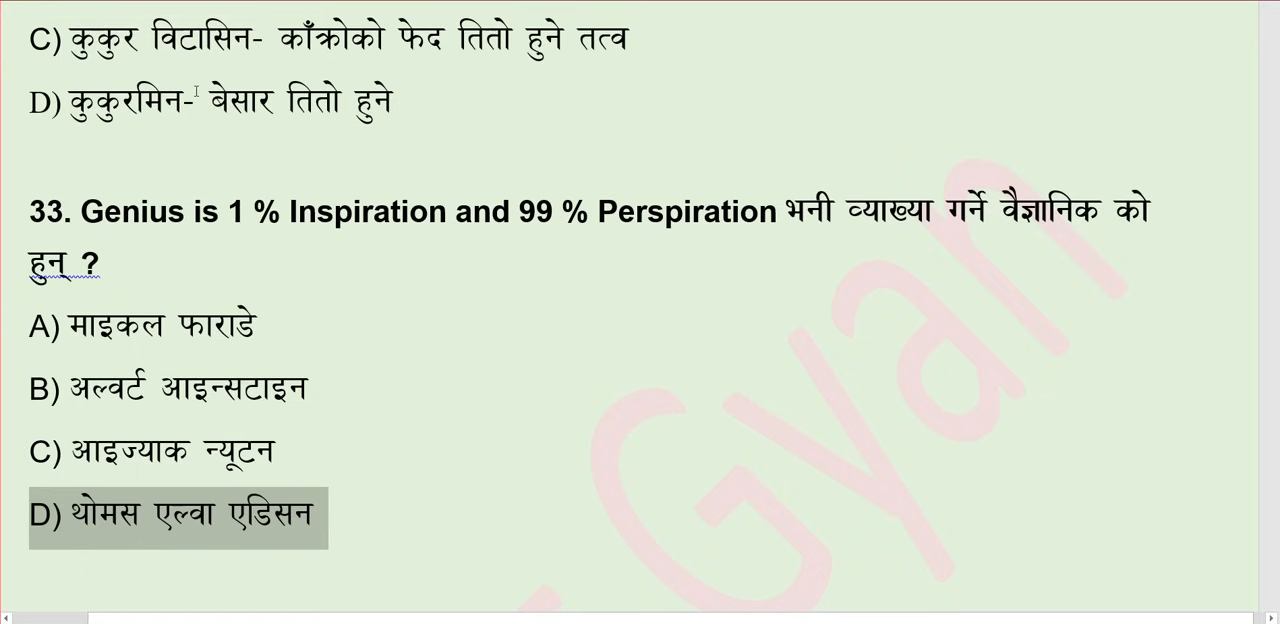 C) कुकुर विटासिन- काँक्रोको फेद तितो हुने तत्व
D) कुकुरमिन- बेसार तितो हुने
33. Genius is 1 % Inspiration and 99 % Perspiration भनी व्याख्या गर्ने वैज्ञानिक को
हुन् ?
A) माइकल फाराडे
B) अल्वर्ट आइन्सटाइन
C) आइज्याक न्यूटन
D) थोमस एल्वा एडिसन
Gyan